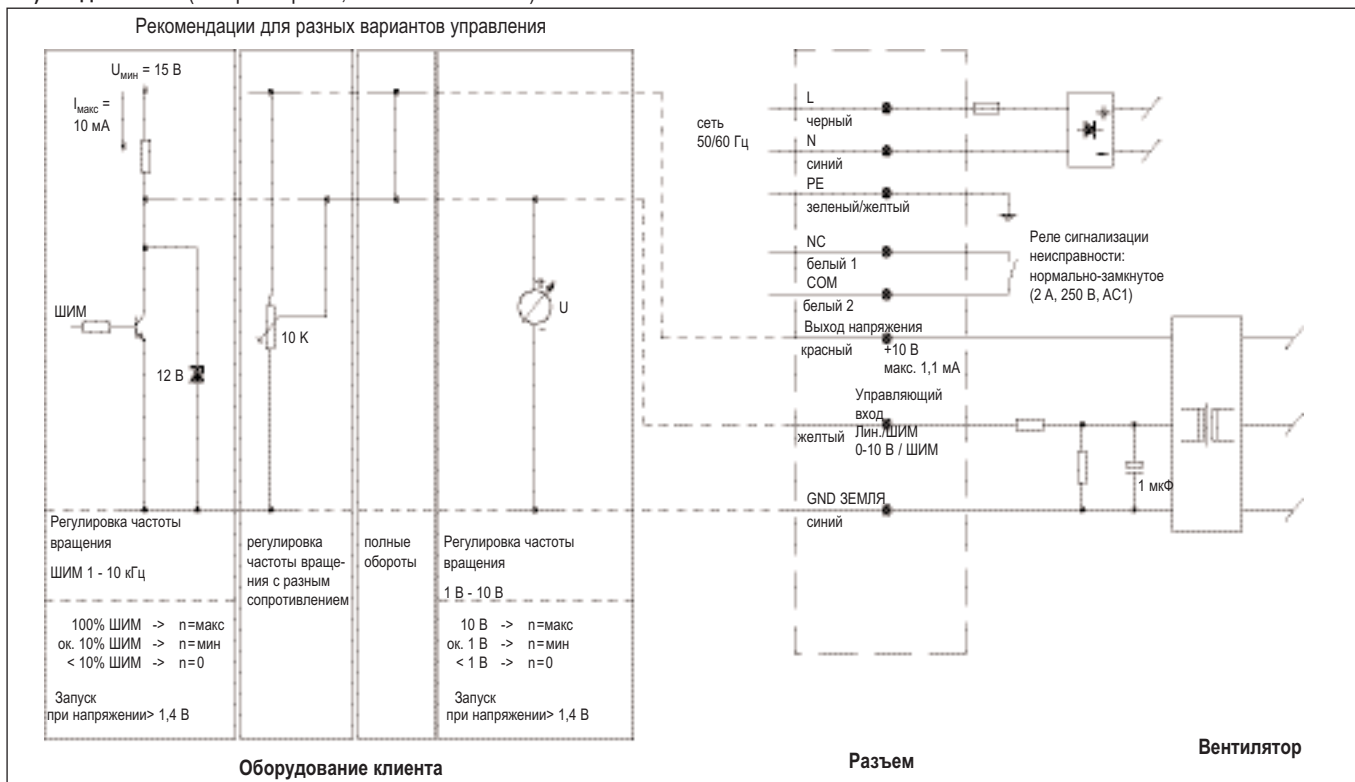 Рекомендации для разных вариантов управления
Uмин = 15 В
Iмакс =
10 мА
ШИМ
12 В
10 K
U
Регулировка частоты
вращения
ШИМ 1 - 10 кГц
регулировка
частоты враще-
ния с разным
сопротивлением
полные
обороты
Регулировка частоты
вращения
1 В - 10 В
100% ШИМ -> n=макс
ок. 10% ШИМ -> n=мин
< 10% ШИМ -> n=0
Запуск
при напряжении> 1,4 В
10 В -> n=макс
ок. 1 В -> n=мин
< 1 В -> n=0
Запуск
при напряжении> 1,4 В
Оборудование клиента
сеть
50/60 Гц
L
черный
N
синий
PE
зеленый/желтый
NC
белый 1
COM
белый 2
Реле сигнализации
неисправности:
нормально-замкнутое
(2 A, 250 В, AC1)
Выход напряжения
красный
+10 В
макс. 1,1 мА
Управляющий
вход
желтый
Лин./ШИМ
0-10 В / ШИМ
1 мкФ
GND ЗЕМЛЯ
синий
Разъем
Вентилятор